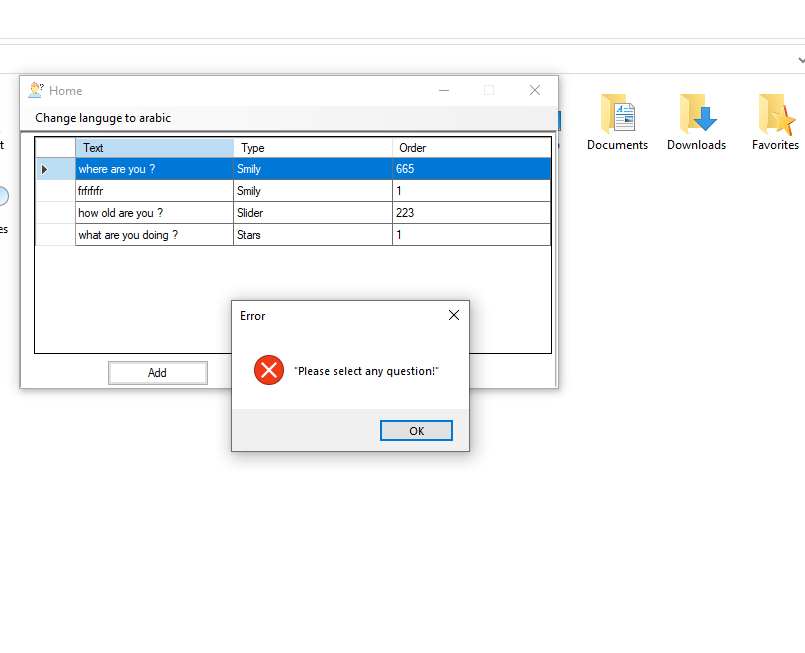 Home
Change languge to arabic
Text Type Order
where are you ? Smily 665
frfrfrfr Smily 1
how old are you ? Slider 223
what are you doing ? Stars 1
Add
Error
"Please select any question!"
OK
Documents Downloads Favorites